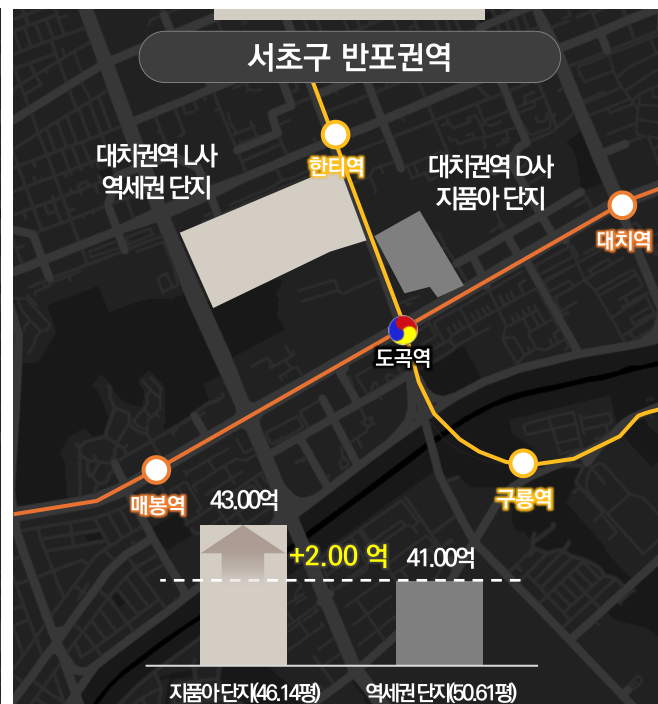 서초구 반포권역
대치권역 L사
역세권 단지
한티역
대치권역 D사
지품아 단지
대치역
도곡역
매봉역
구룡역
43.00억
+2.00 억
41.00억
지품아 단지(46.14평)
역세권 단지(50.61평)